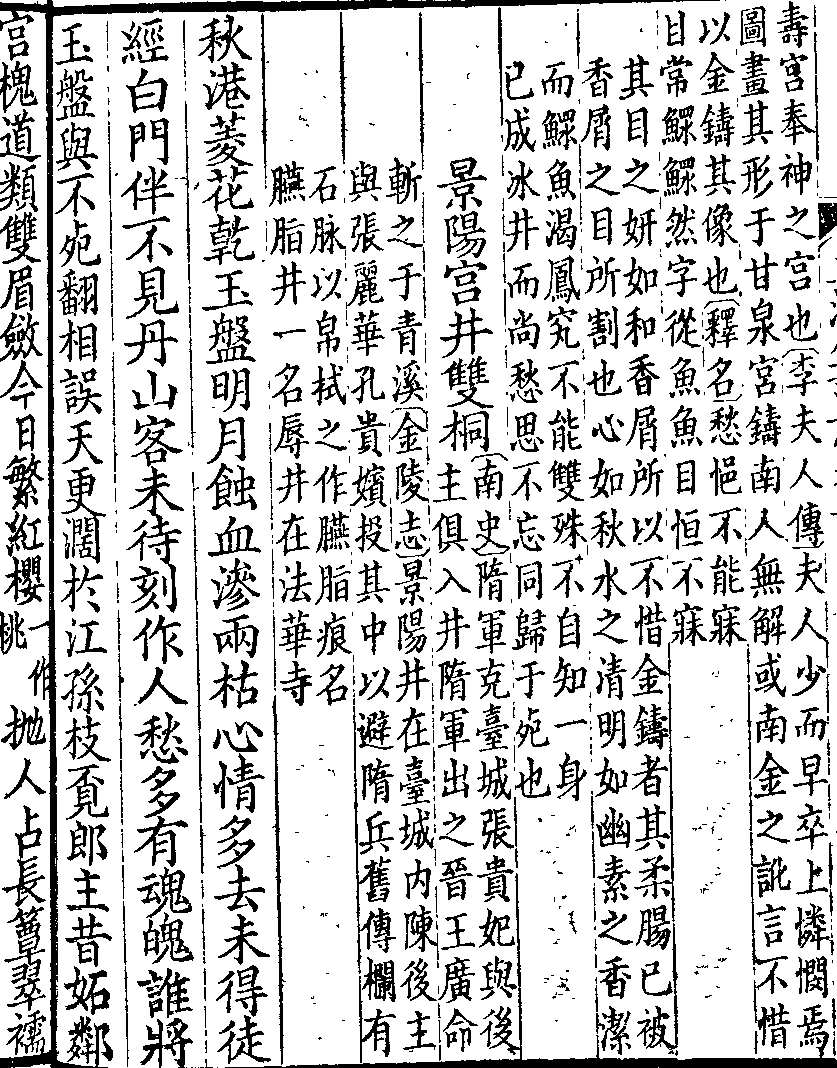 壽宮奉神之宮也李夫人傳夫人少而早卒上憐憫焉
圖畫其形于甘泉宮鑄南人無解或南金之訛言不惜
以金鑄其像也釋名愁悒不能寐
目常鰥鰥然字從魚魚目恒不寐
其目之妍如和香屑所以不惜金鑄者其柔腸已被
香屑之目所割也心如秋水之清明如幽素之香潔
而鰥魚渴鳳究不能雙殊不自知一身
已成冰井而尚愁思不忘同歸于死也
景陽宮井雙桐
南史隋軍克臺城張貴妃與後
主俱入井隋軍出之晉王廣命
斬之于青溪金陵志景陽井在臺城内陳後主
與張麗華孔貴嬪投其中以避隋兵舊傳欄有
石脉以帛拭之作臙脂痕名
臙脂井一名辱井在法華寺
秋港菱花乾玉盤明月蝕血滲兩枯心情多去未得徒
經白門伴不見丹山客未待刻作人愁多有魂魄誰將
玉盤與不死翻相誤天更濶於江孫枝覓郎主昔妬鄰
宮槐道類雙眉斂今日繁紅櫻一作桃抛人占長簟翠襦